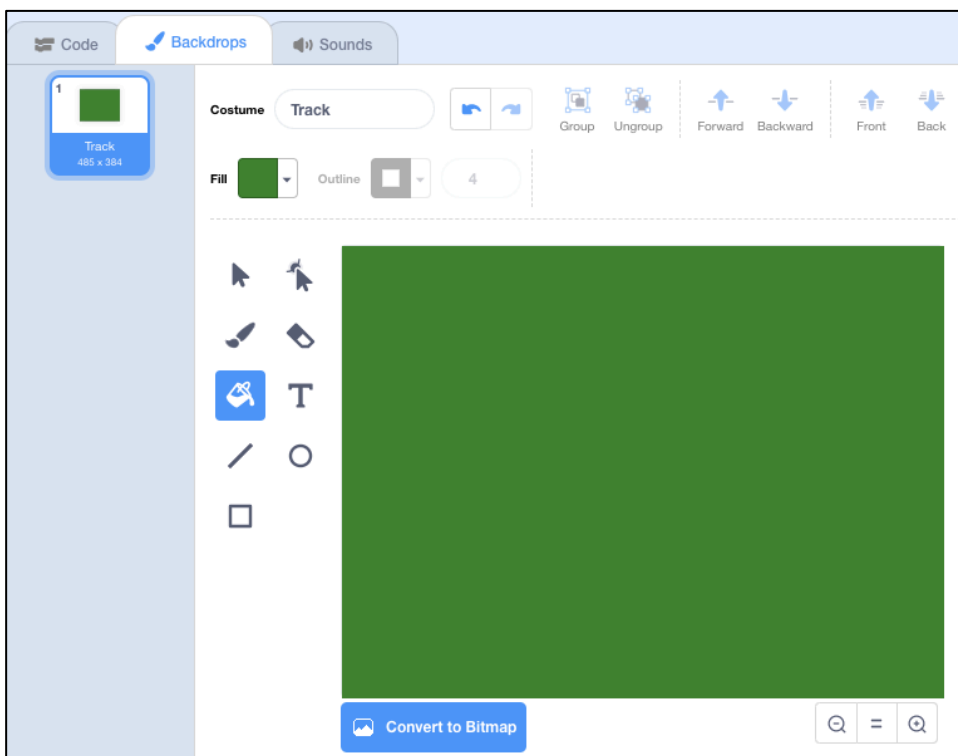 Code
Backdrops
Sounds
1
Track
485 x 384
Costume
Track
Group
Ungroup
Forward
Backward
Front
Back
Fill
Outline
4
T
Convert to Bitmap
=